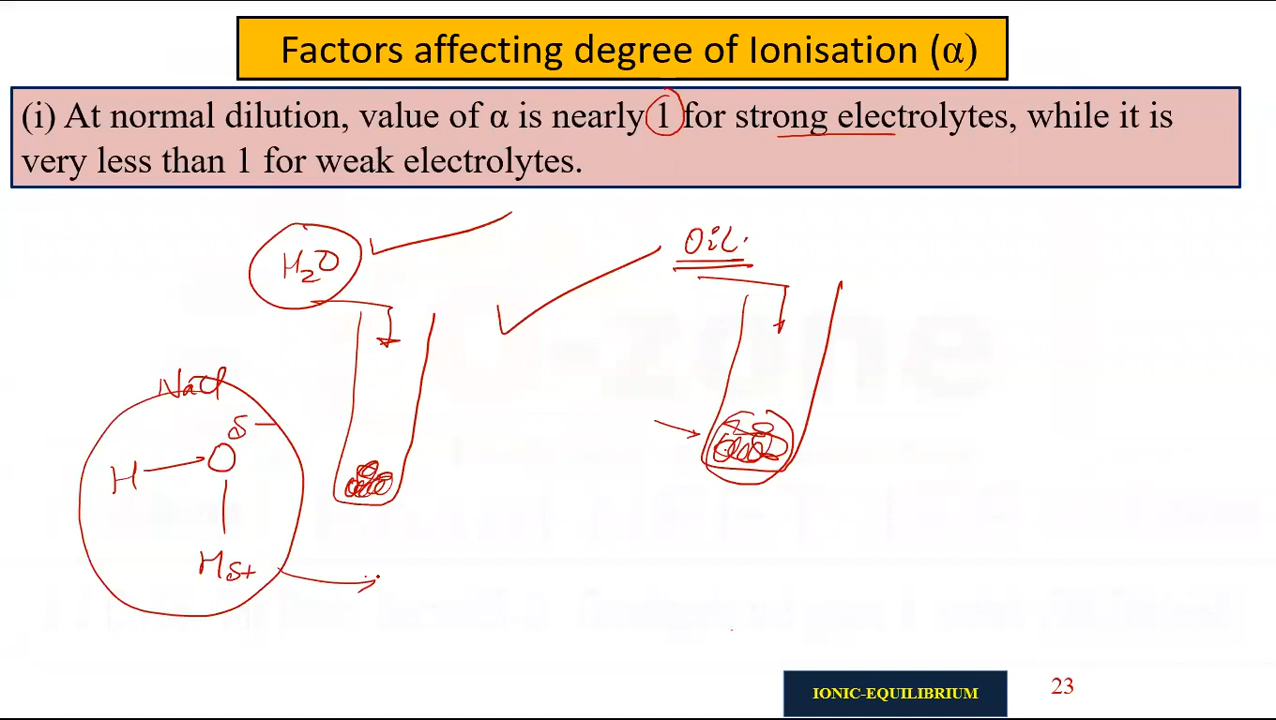 Factors affecting degree of Ionisation (α)
(i) At normal dilution, value of α is nearly 1 for strong electrolytes, while it is
very less than 1 for weak electrolytes.
H₂O
OiL.
NaCl
δ−
H O
H δ+
IONIC-EQUILIBRIUM
23